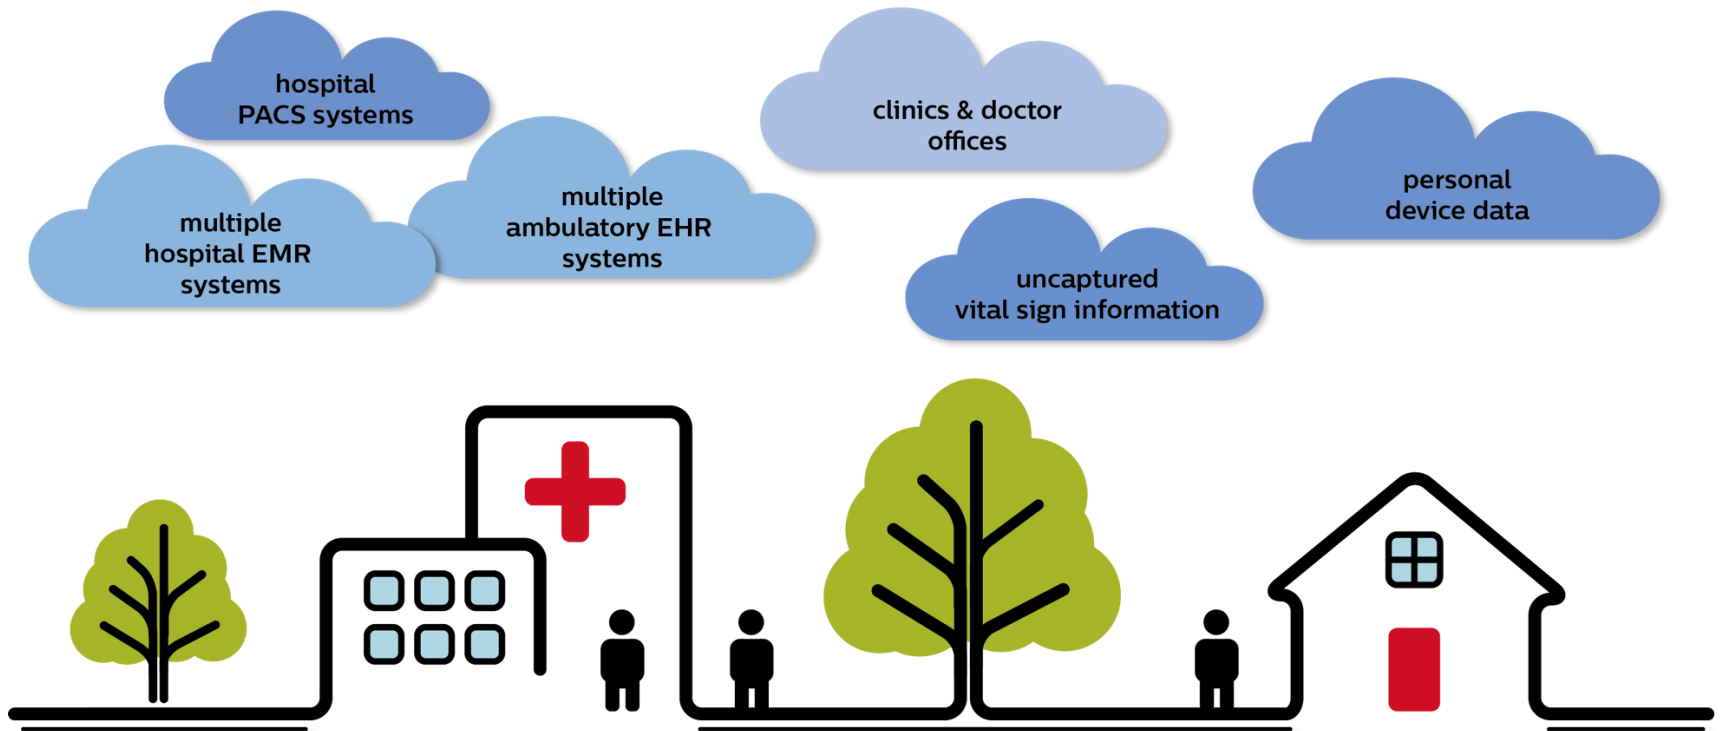 hospital
PACS systems
multiple
hospital EMR
systems
multiple
ambulatory EHR
systems
clinics & doctor
offices
uncaptured
vital sign information
personal
device data